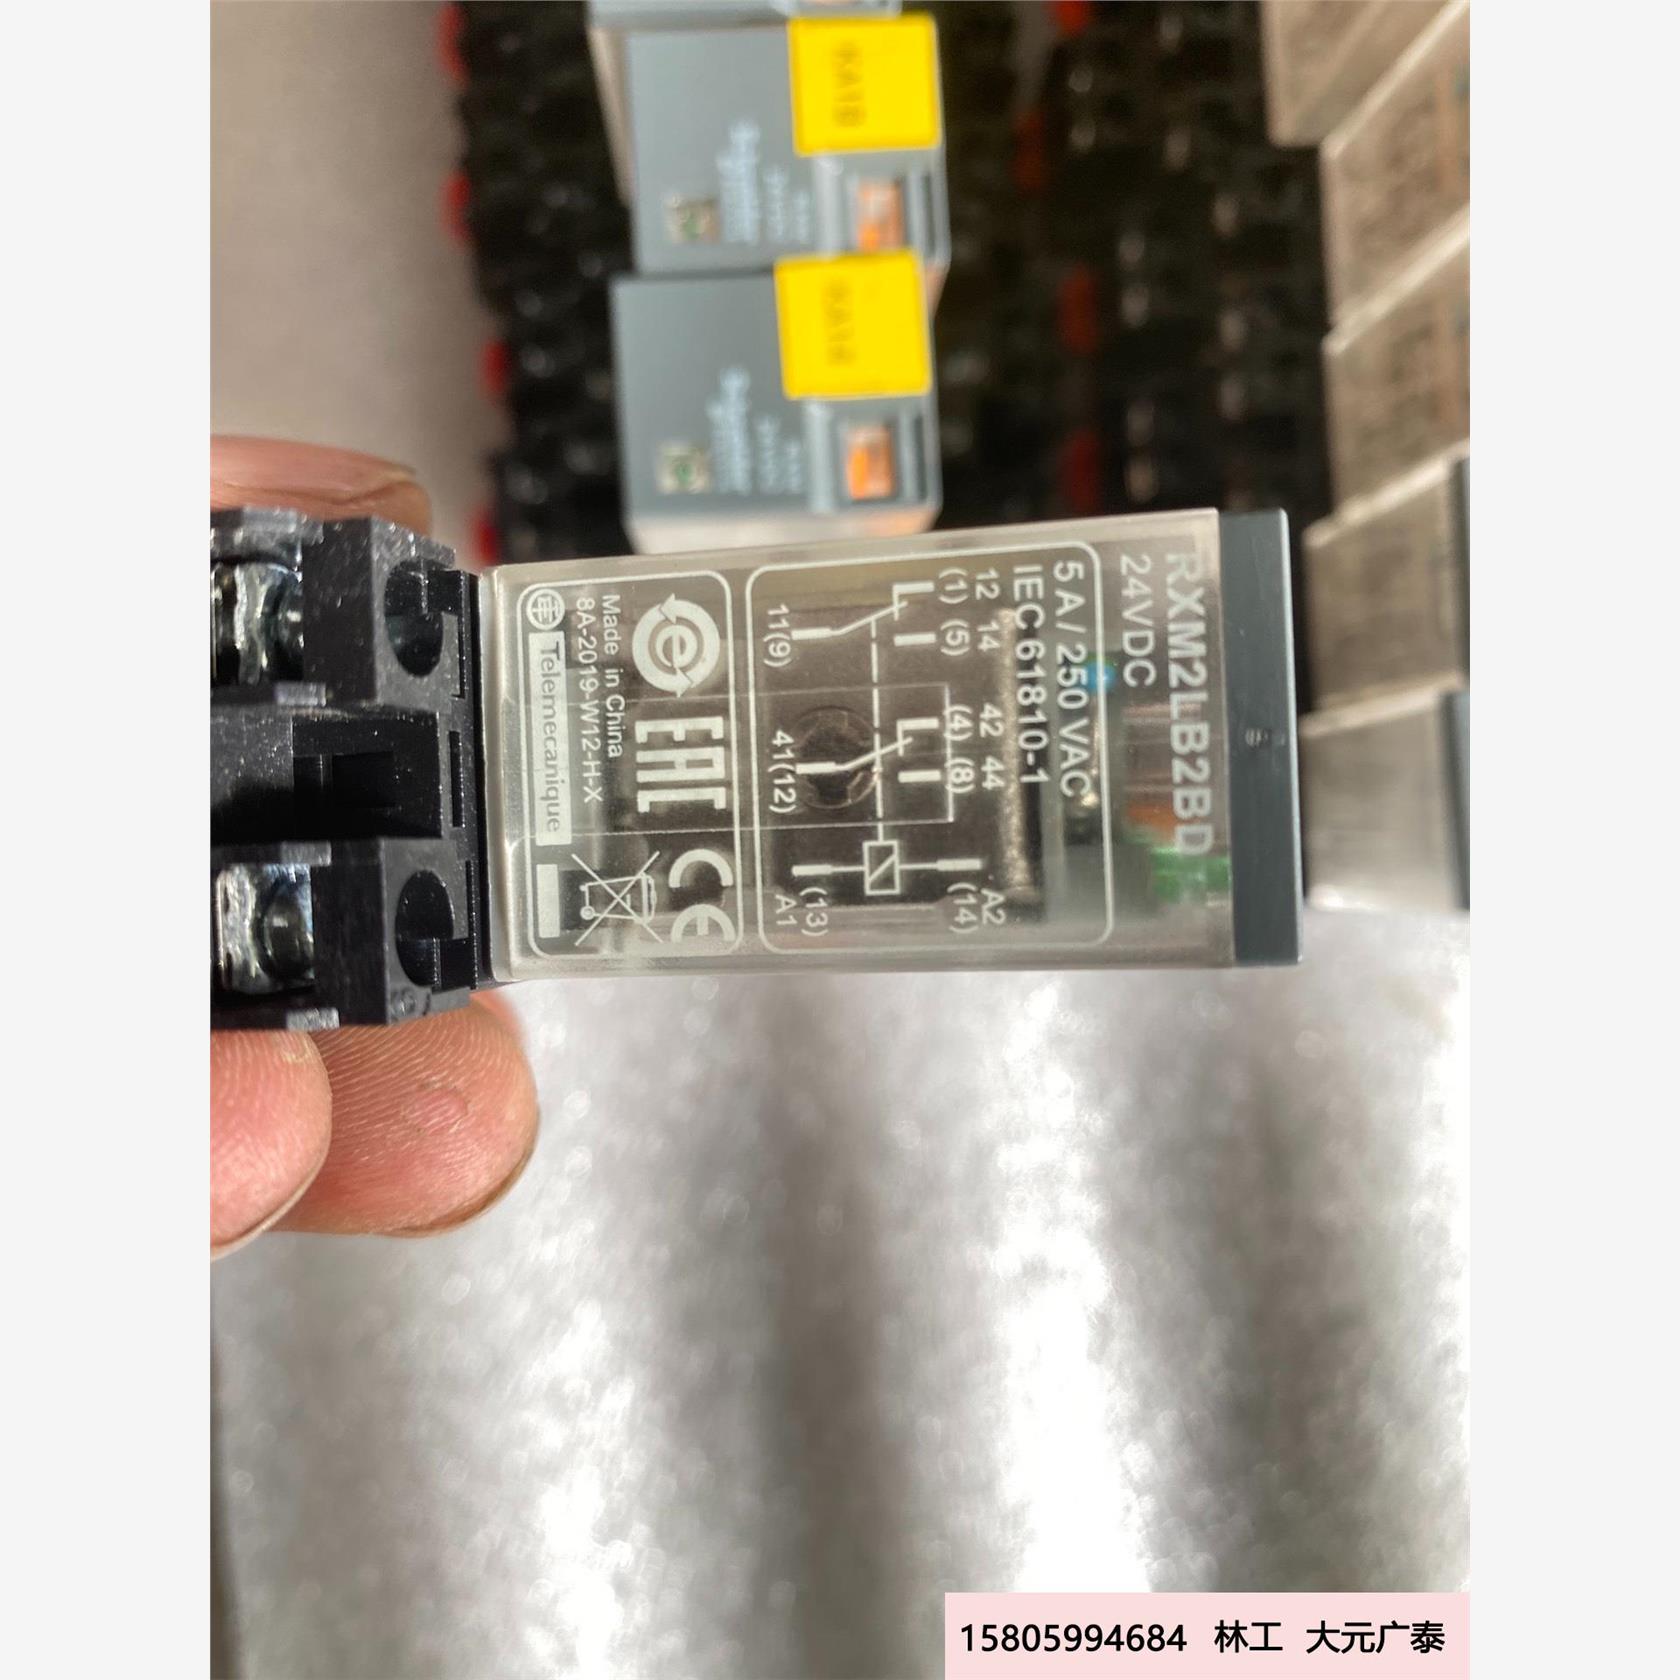 RXM2LB2BD
24VDC
5 A / 250 VAC
IEC 61810-1
12 14 42 44 A2
(1) (5) (4) (8) (14)
11(9) 41(12) (13)
A1
EAC CE
Made in China
8A-2019-W12-H-X
Telemecanique
15805994684 林工 大元广泰